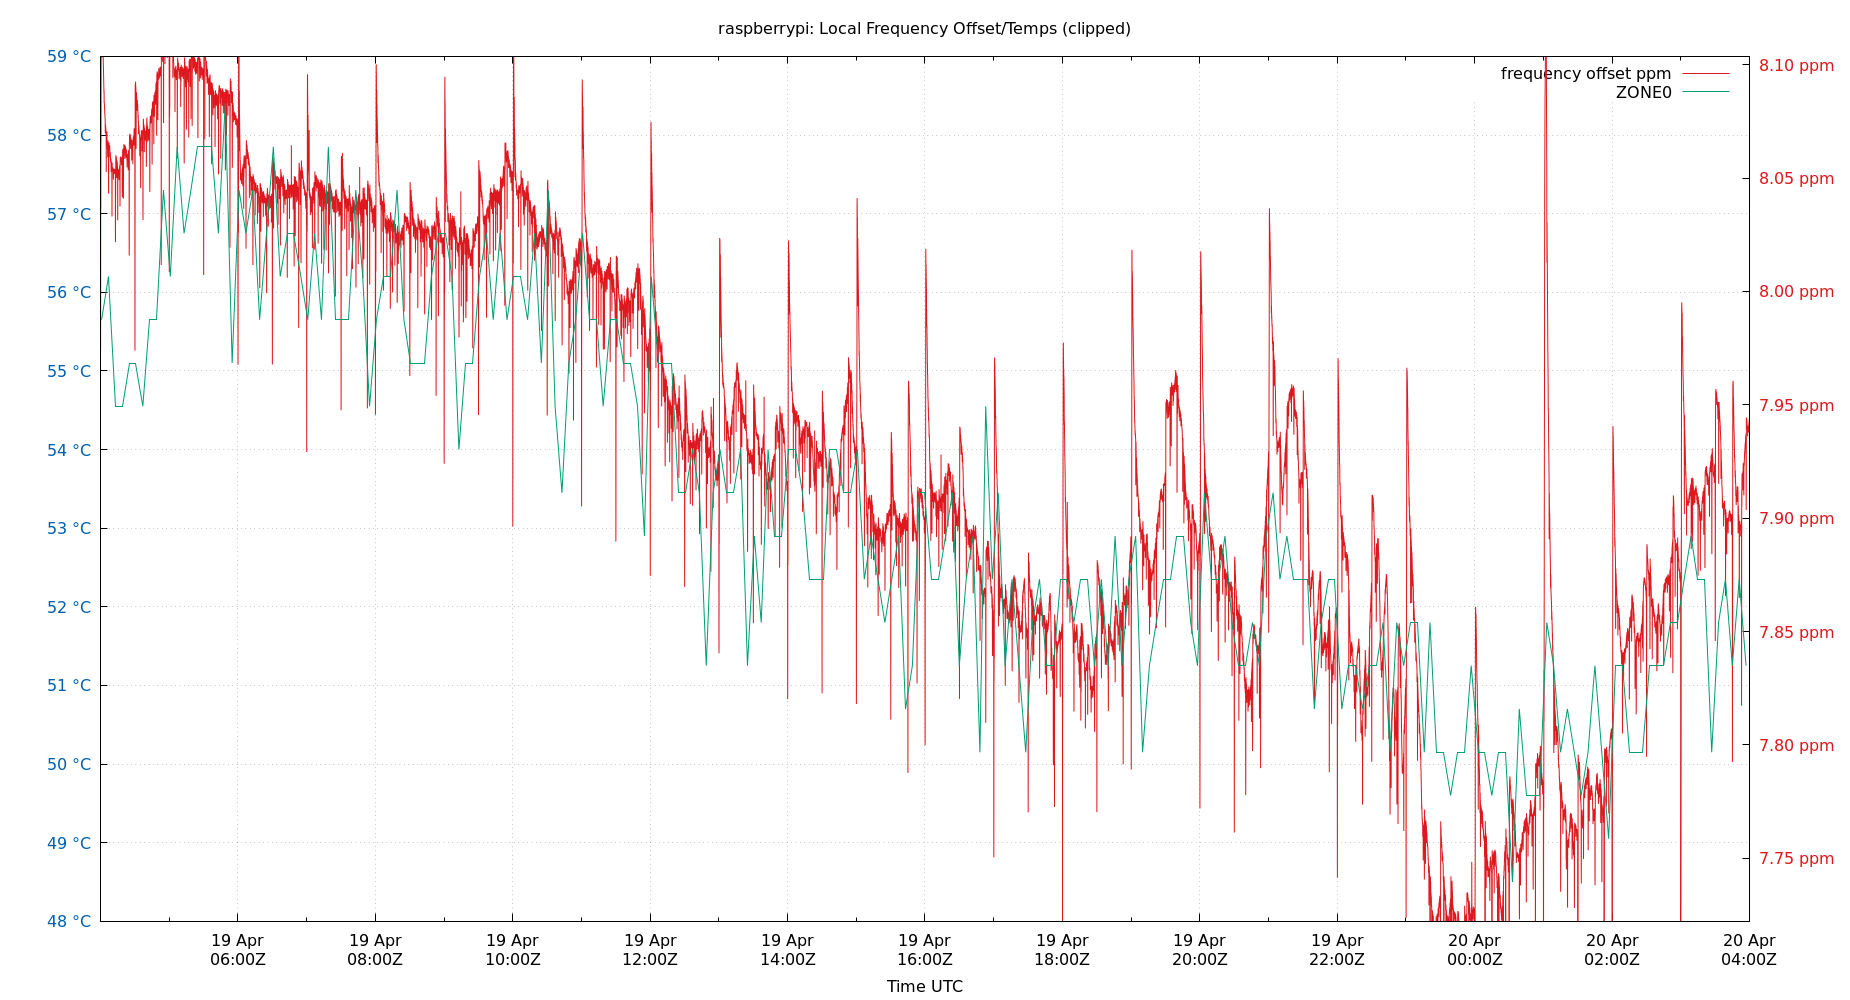 raspberrypi: Local Frequency Offset/Temps (clipped)
59 °C
58 °C
57 °C
56 °C
55 °C
54 °C
53 °C
52 °C
51 °C
50 °C
49 °C
48 °C
frequency offset ppm
ZONE0
8.10 ppm
8.05 ppm
8.00 ppm
7.95 ppm
7.90 ppm
7.85 ppm
7.80 ppm
7.75 ppm
19 Apr 19 Apr 19 Apr 19 Apr 19 Apr 19 Apr 19 Apr 19 Apr 19 Apr 20 Apr 20 Apr 20 Apr
06:00Z 08:00Z 10:00Z 12:00Z 14:00Z 16:00Z 18:00Z 20:00Z 22:00Z 00:00Z 02:00Z 04:00Z
Time UTC